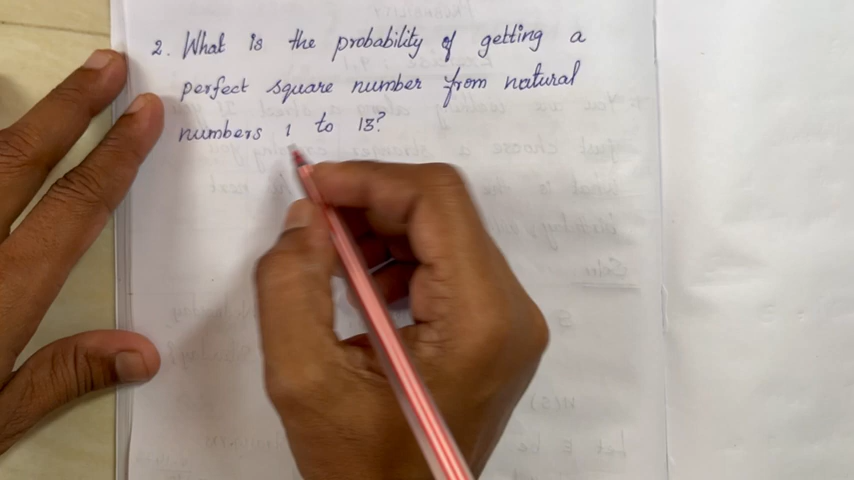 2. What is the probability of getting a
perfect square number from natural
numbers 1 to 13?